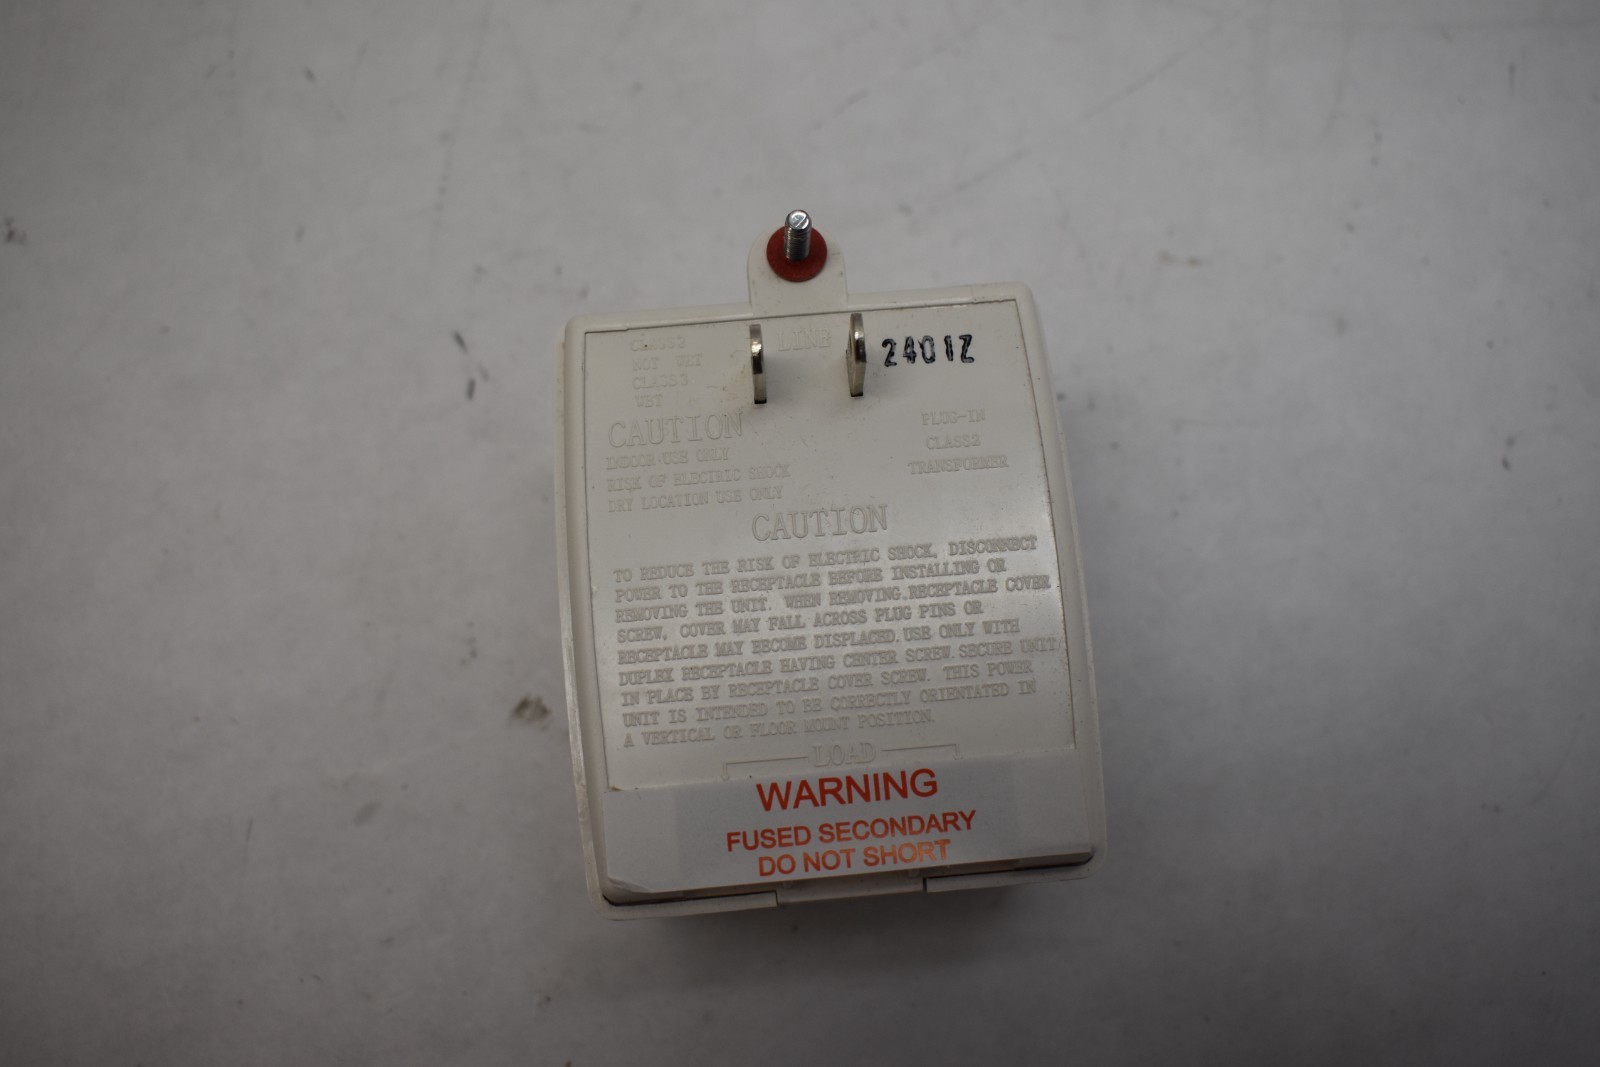 CLASS2
NOT WET
CLASS3
WET
LINE
2401Z
CAUTION
INDOOR USE ONLY
RISK OF ELECTRIC SHOCK
DRY LOCATION USE ONLY
PLUG-IN
CLASS2
TRANSFORMER
CAUTION
TO REDUCE THE RISK OF ELECTRIC SHOCK, DISCONNECT
POWER TO THE RECEPTACLE BEFORE INSTALLING OR
REMOVING THE UNIT. WHEN REMOVING.RECEPTACLE COVER
SCREW, COVER MAY FALL ACROSS PLUG PINS OR
RECEPTACLE MAY BECOME DISPLACED.USE ONLY WITH
DUPLEX RECEPTACLE HAVING CENTER SCREW.SECURE UNIT
IN PLACE BY RECEPTACLE COVER SCREW. THIS POWER
UNIT IS INTENDED TO BE CORRECTLY ORIENTATED IN
A VERTICAL OR FLOOR MOUNT POSITION.
LOAD
WARNING
FUSED SECONDARY
DO NOT SHORT